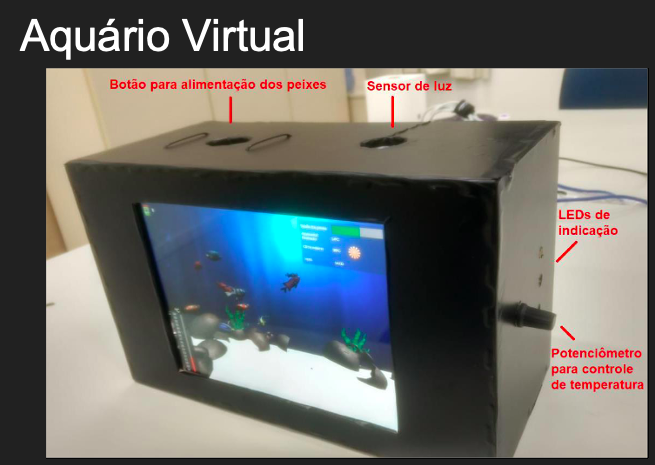 Aquário Virtual
Botão para alimentação dos peixes
Sensor de luz
LEDs de
indicação
Potenciômetro
para controle
de temperatura